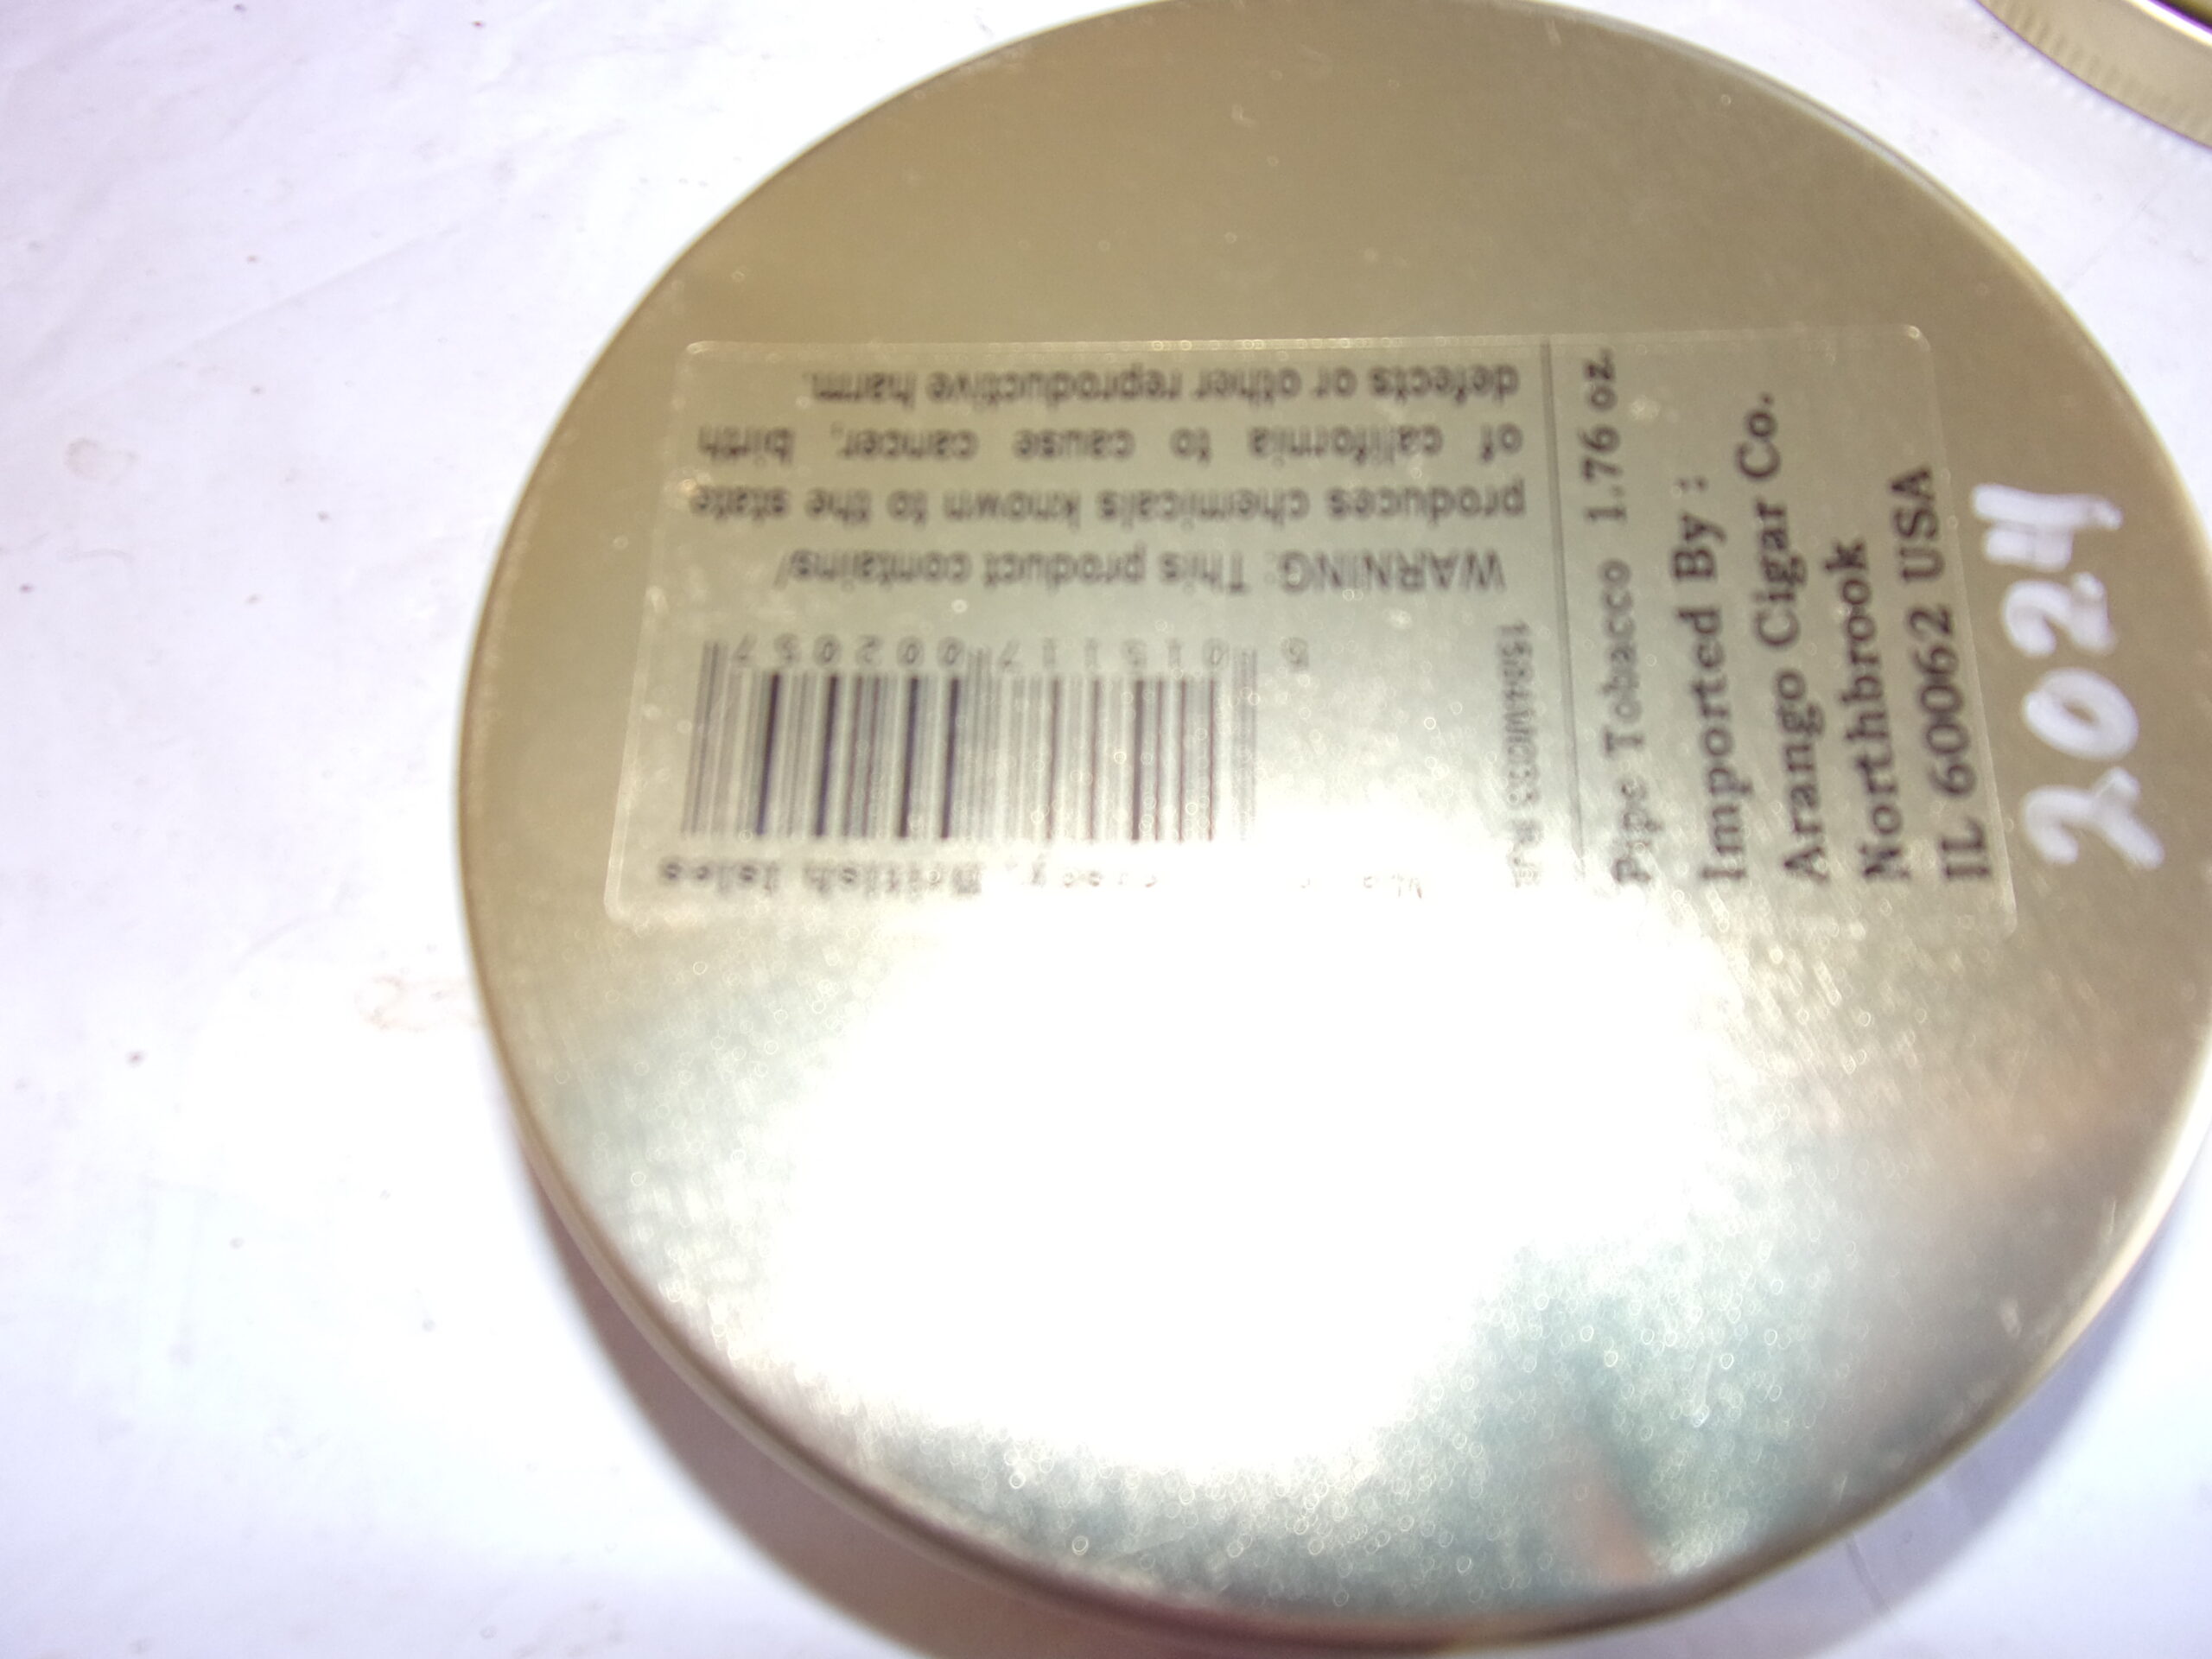 British Isles
5 015117 002057
WARNING: This product contains/
produces chemicals known to the state
of california to cause cancer, birth
defects or other reproductive harm.
Pipe Tobacco 1.76 oz.
Imported By :
Arango Cigar Co.
Northbrook
IL 60062 USA
2024